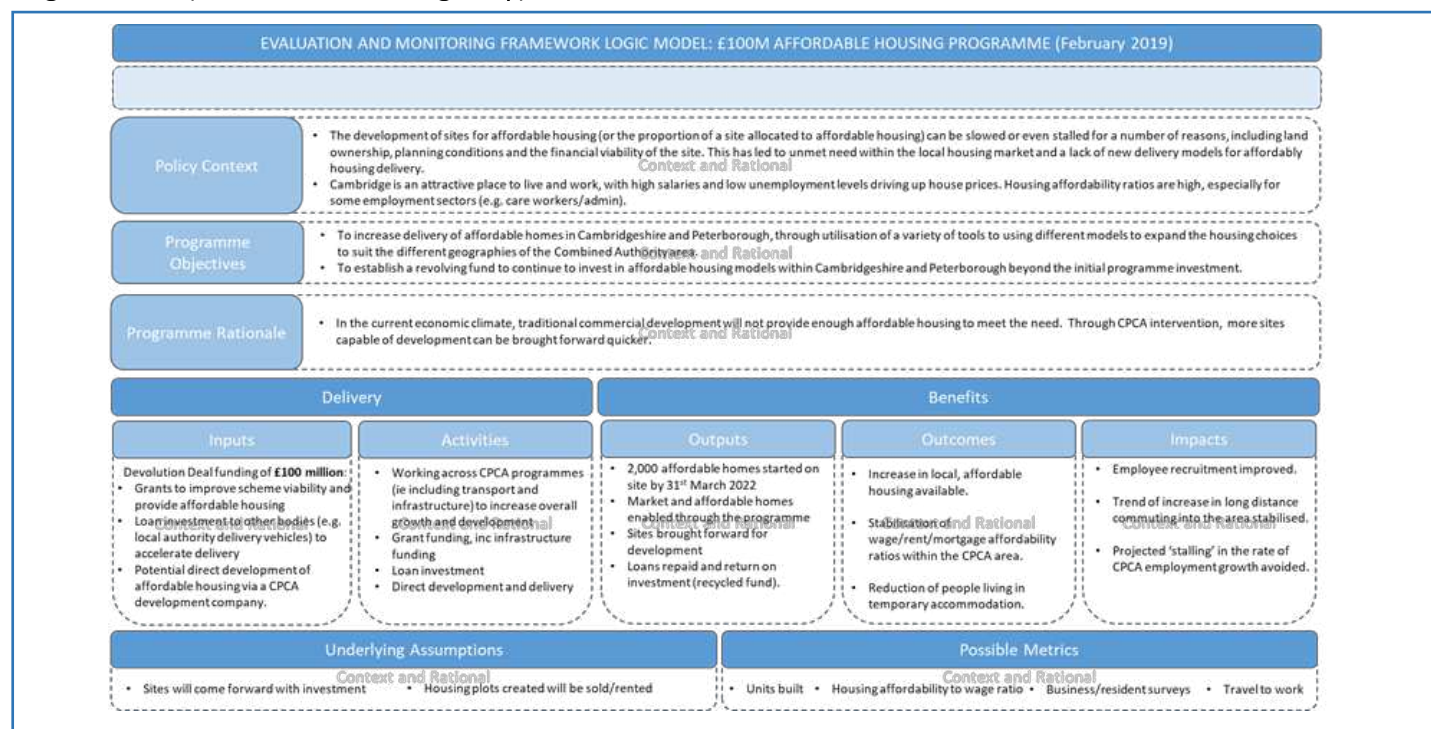 EVALUATION AND MONITORING FRAMEWORK LOGIC MODEL: £100M AFFORDABLE HOUSING PROGRAMME (February 2019)
Policy Context
• The development of sites for affordable housing (or the proportion of a site allocated to affordable housing) can be slowed or even stalled for a number of reasons, including land
ownership, planning conditions and the financial viability of the site. This has led to unmet need within the local housing market and a lack of new delivery models for affordably
housing delivery.
Context and Rational
• Cambridge is an attractive place to live and work, with high salaries and low unemployment levels driving up house prices. Housing affordability ratios are high, especially for
some employment sectors (e.g. care workers/admin).
Programme
Objectives
• To increase delivery of affordable homes in Cambridgeshire and Peterborough, through utilisation of a variety of tools to using different models to expand the housing choices
to suit the different geographies of the Combined Authority area.
Context and Rational
• To establish a revolving fund to continue to invest in affordable housing models within Cambridgeshire and Peterborough beyond the initial programme investment.
Programme Rationale
• In the current economic climate, traditional commercial development will not provide enough affordable housing to meet the need. Through CPCA intervention, more sites
capable of development can be brought forward quicker.
Context and Rational
Delivery
Benefits
Inputs
Devolution Deal funding of £100 million:
• Grants to improve scheme viability and
provide affordable housing
• Loan investment to other bodies (e.g.
local authority delivery vehicles) to
accelerate delivery
• Potential direct development of
affordable housing via a CPCA
development company.
Context and Rational
Activities
• Working across CPCA programmes
(ie including transport and
infrastructure) to increase overall
growth and development
• Grant funding, inc infrastructure
funding
• Loan investment
• Direct development and delivery
Context and Rational
Outputs
• 2,000 affordable homes started on
site by 31st March 2022
• Market and affordable homes
enabled through the programme
• Sites brought forward for
development
• Loans repaid and return on
investment (recycled fund).
Context and Rational
Outcomes
• Increase in local, affordable
housing available.
• Stabilisation of
wage/rent/mortgage affordability
ratios within the CPCA area.
• Reduction of people living in
temporary accommodation.
Context and Rational
Impacts
• Employee recruitment improved.
• Trend of increase in long distance
commuting into the area stabilised.
• Projected ‘stalling’ in the rate of
CPCA employment growth avoided.
Context and Rational
Underlying Assumptions
Context and Rational
• Sites will come forward with investment • Housing plots created will be sold/rented
Possible Metrics
Context and Rational
• Units built • Housing affordability to wage ratio • Business/resident surveys • Travel to work